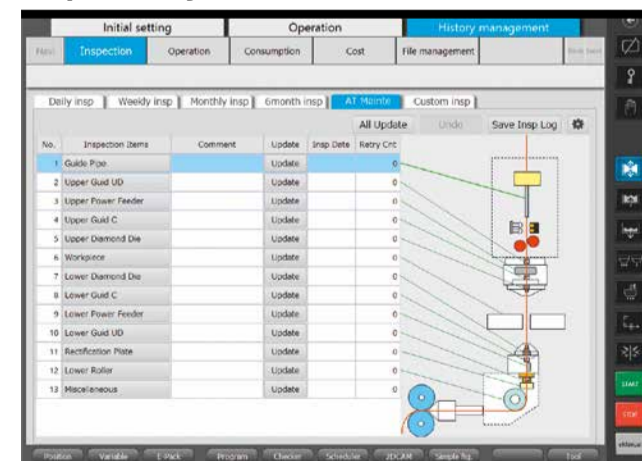 Initial setting Operation History management
Inspection Operation Consumption Cost File management
Daily insp Weekly insp Monthly insp 6month insp AT Mainte Custom insp
All Update Undo Save Insp Log
No. Inspection Items Comment Update Insp Date Retry Cnt
1 Guide Pipe Update 0
2 Upper Guid UD Update 0
3 Upper Power Feeder Update 0
4 Upper Guid C Update 0
5 Upper Diamond Die Update 0
6 Workpiece Update 0
7 Lower Diamond Die Update 0
8 Lower Guid C Update 0
9 Lower Power Feeder Update 0
10 Lower Guid UD Update 0
11 Rectification Plate Update 0
12 Lower Roller Update 0
13 Miscellaneous Update 0
START
STOP
Position Variable E-Pack Program Checker Scheduler 2DCAM Simple fig. Tool